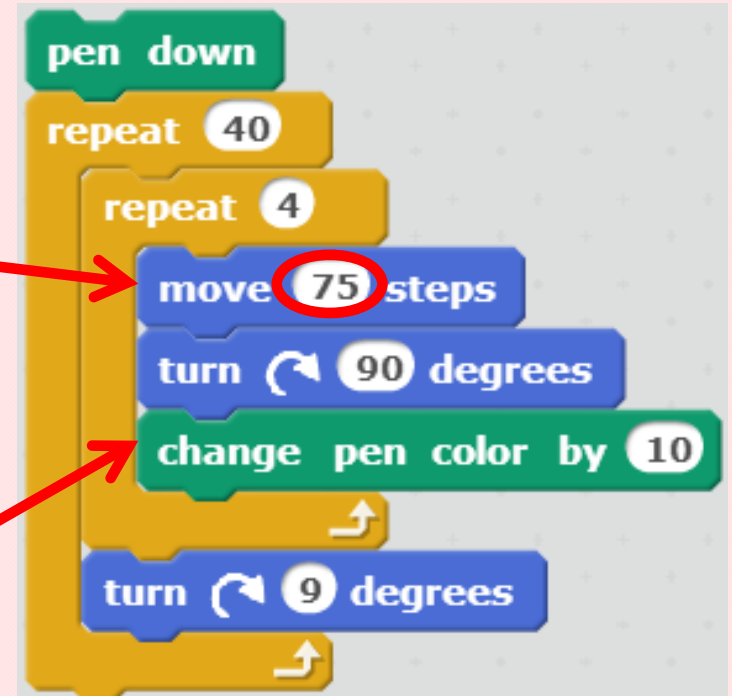 pen down
repeat 40
repeat 4
move 75 steps
turn 90 degrees
change pen color by 10
turn 9 degrees